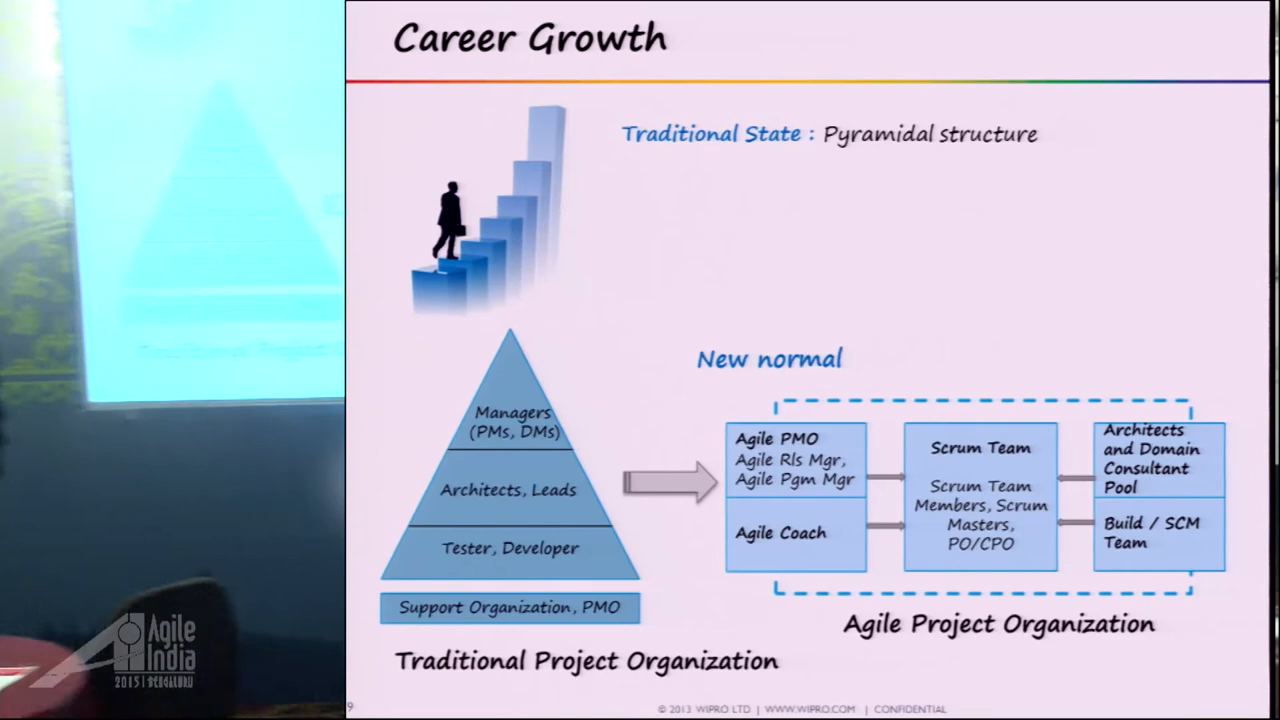 Career Growth
Traditional State : Pyramidal structure
Managers
(PMs, DMs)
Architects, Leads
Tester, Developer
Support Organization, PMO
Traditional Project Organization
New normal
Agile PMO
Agile Rls Mgr,
Agile Pgm Mgr
Agile Coach
Scrum Team
Scrum Team
Members, Scrum
Masters,
PO/CPO
Architects
and Domain
Consultant
Pool
Build / SCM
Team
Agile Project Organization
9
© 2013 WIPRO LTD | WWW.WIPRO.COM | CONFIDENTIAL
Agile
India
2015 | BENGALURU